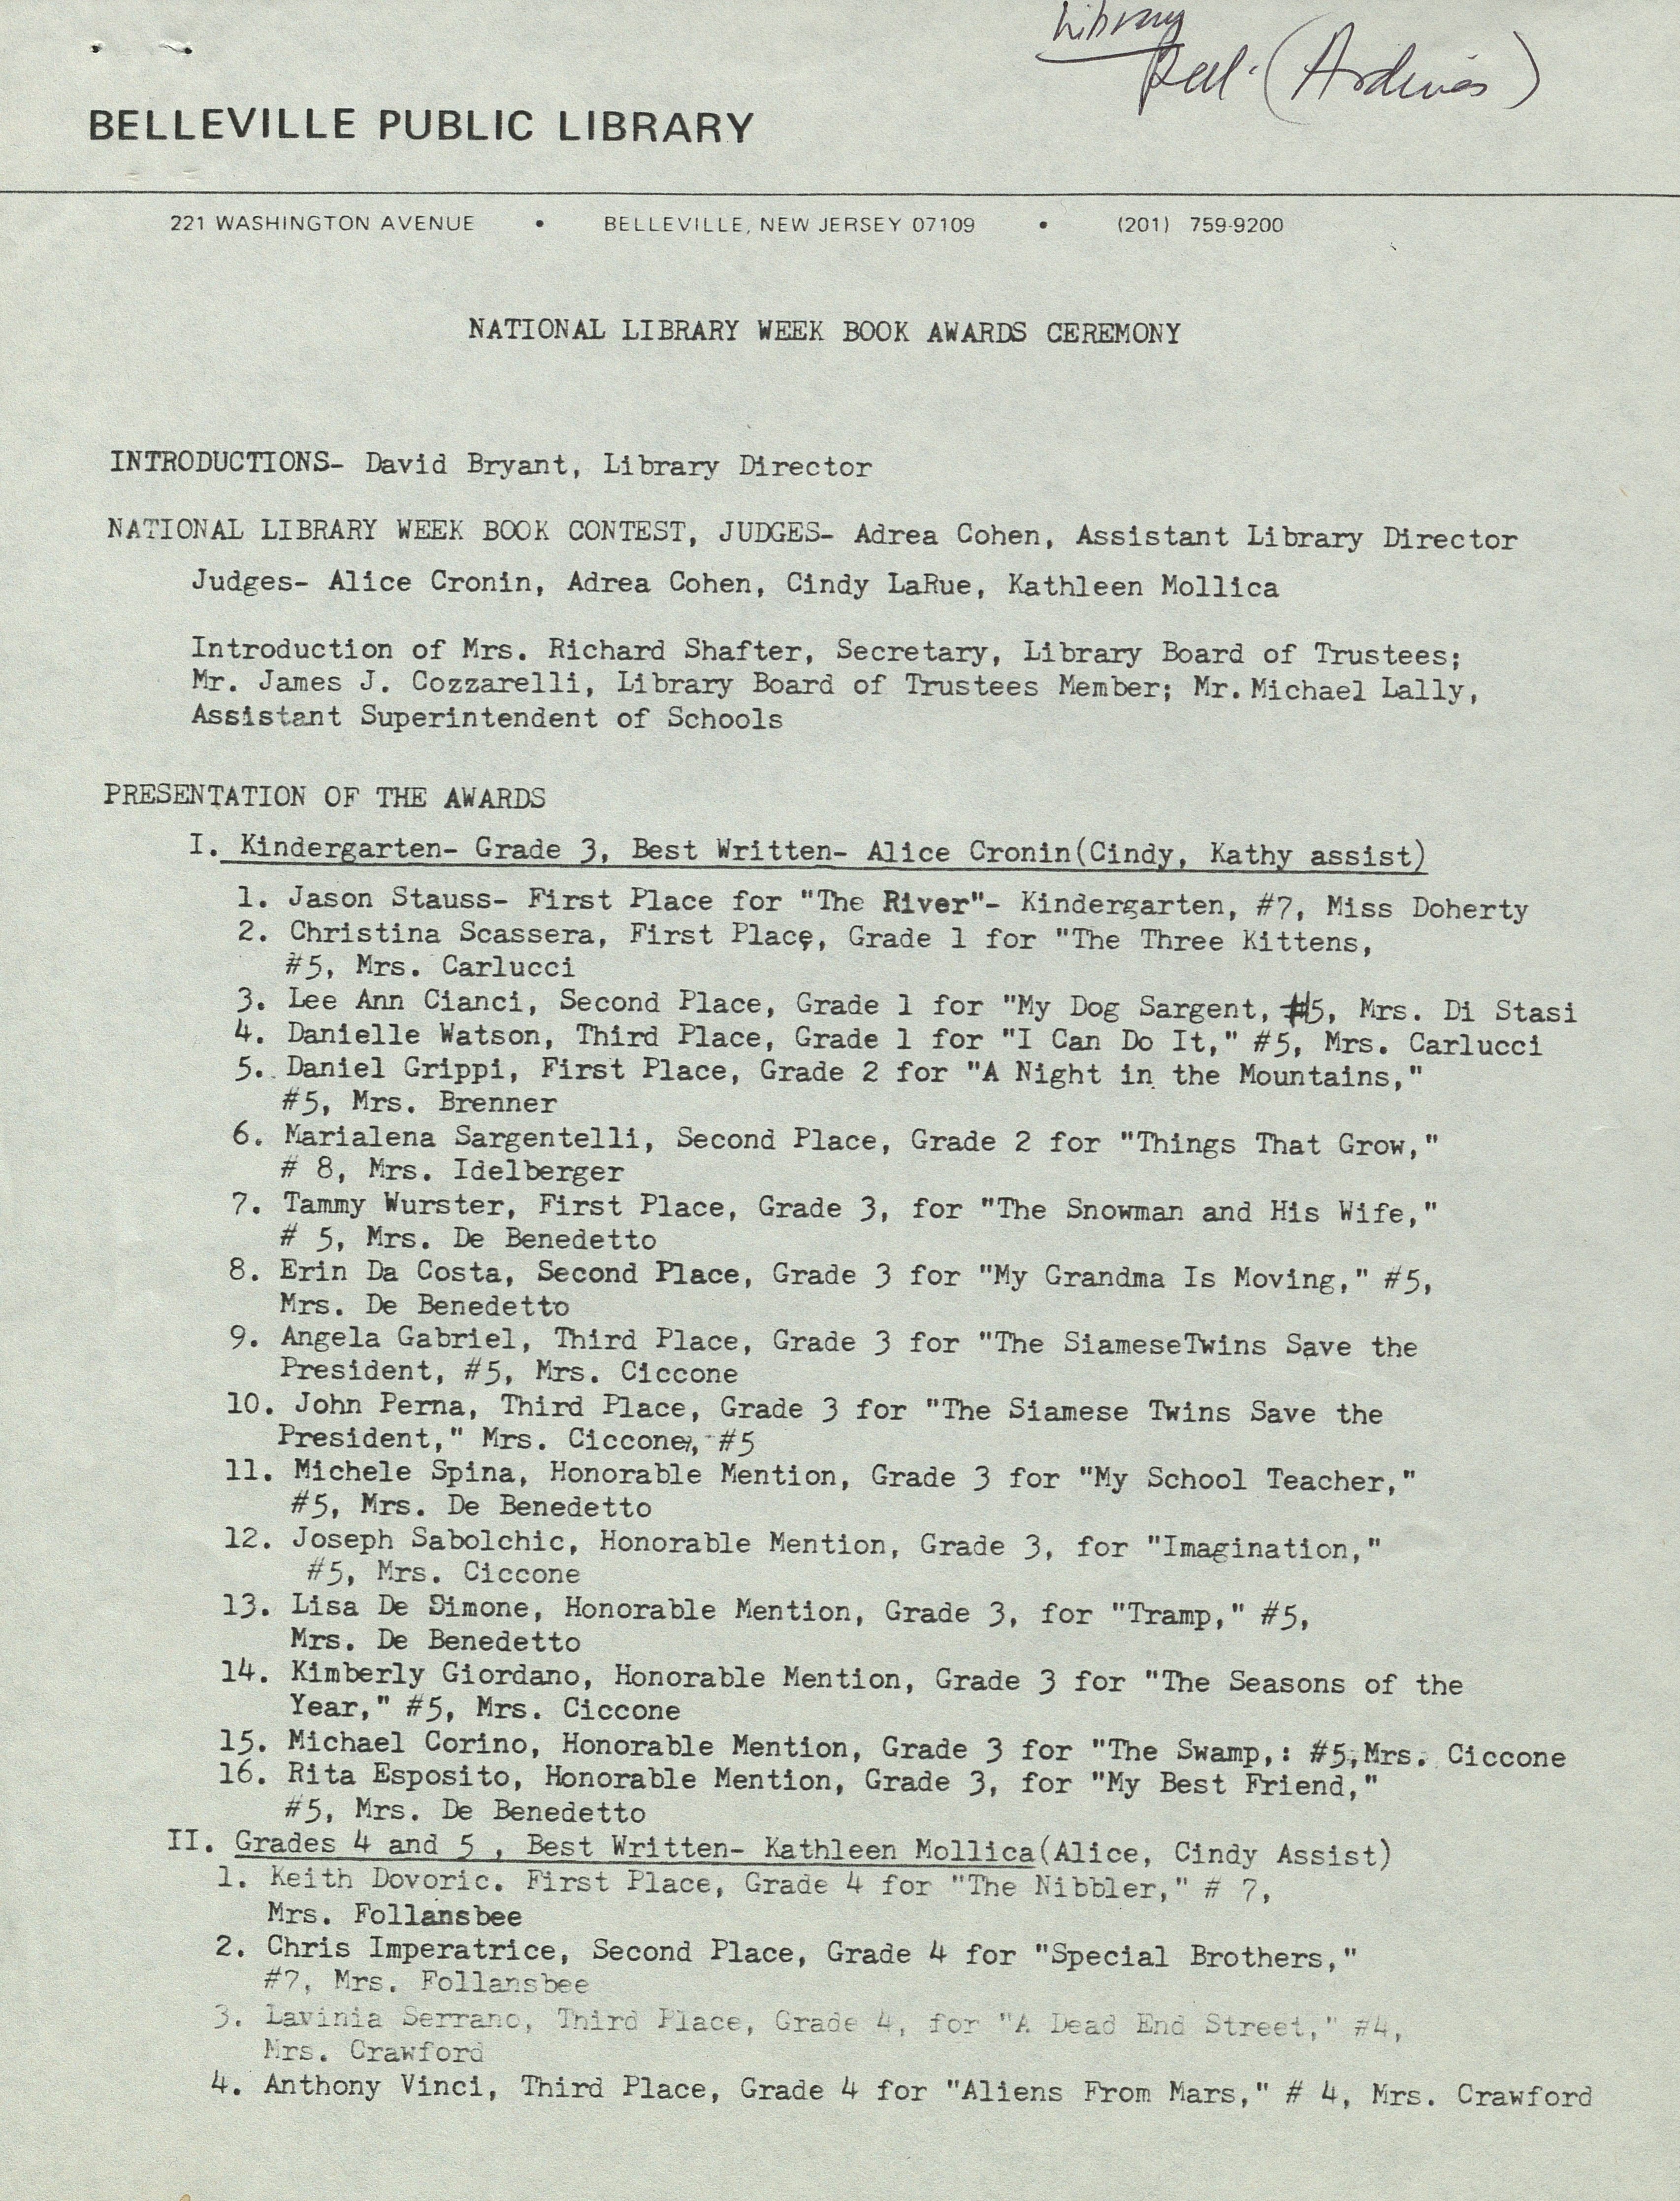 Library
Bell. (Archives)
BELLEVILLE PUBLIC LIBRARY
221 WASHINGTON AVENUE • BELLEVILLE, NEW JERSEY 07109 • (201) 759-9200
NATIONAL LIBRARY WEEK BOOK AWARDS CEREMONY
INTRODUCTIONS- David Bryant, Library Director
NATIONAL LIBRARY WEEK BOOK CONTEST, JUDGES- Adrea Cohen, Assistant Library Director
Judges- Alice Cronin, Adrea Cohen, Cindy LaRue, Kathleen Mollica
Introduction of Mrs. Richard Shafter, Secretary, Library Board of Trustees;
Mr. James J. Cozzarelli, Library Board of Trustees Member; Mr. Michael Lally,
Assistant Superintendent of Schools
PRESENTATION OF THE AWARDS
I. Kindergarten- Grade 3, Best Written- Alice Cronin(Cindy, Kathy assist)
1. Jason Stauss- First Place for "The River"- Kindergarten, #7, Miss Doherty
2. Christina Scassera, First Place, Grade 1 for "The Three Kittens,
#5, Mrs. Carlucci
3. Lee Ann Cianci, Second Place, Grade 1 for "My Dog Sargent, #5, Mrs. Di Stasi
4. Danielle Watson, Third Place, Grade 1 for "I Can Do It," #5, Mrs. Carlucci
5. Daniel Grippi, First Place, Grade 2 for "A Night in the Mountains,"
#5, Mrs. Brenner
6. Marialena Sargentelli, Second Place, Grade 2 for "Things That Grow,"
# 8, Mrs. Idelberger
7. Tammy Wurster, First Place, Grade 3, for "The Snowman and His Wife,"
# 5, Mrs. De Benedetto
8. Erin Da Costa, Second Place, Grade 3 for "My Grandma Is Moving," #5,
Mrs. De Benedetto
9. Angela Gabriel, Third Place, Grade 3 for "The SiameseTwins Save the
President, #5, Mrs. Ciccone
10. John Perna, Third Place, Grade 3 for "The Siamese Twins Save the
President," Mrs. Ciccone, #5
11. Michele Spina, Honorable Mention, Grade 3 for "My School Teacher,"
#5, Mrs. De Benedetto
12. Joseph Sabolchic, Honorable Mention, Grade 3, for "Imagination,"
#5, Mrs. Ciccone
13. Lisa De Simone, Honorable Mention, Grade 3, for "Tramp," #5,
Mrs. De Benedetto
14. Kimberly Giordano, Honorable Mention, Grade 3 for "The Seasons of the
Year," #5, Mrs. Ciccone
15. Michael Corino, Honorable Mention, Grade 3 for "The Swamp,: #5,Mrs. Ciccone
16. Rita Esposito, Honorable Mention, Grade 3, for "My Best Friend,"
#5, Mrs. De Benedetto
II. Grades 4 and 5 , Best Written- Kathleen Mollica(Alice, Cindy Assist)
1. Keith Dovoric. First Place, Grade 4 for "The Nibbler," # 7,
Mrs. Follansbee
2. Chris Imperatrice, Second Place, Grade 4 for "Special Brothers,"
#7, Mrs. Follansbee
3. Lavinia Serrano, Third Place, Grade 4, for "A Dead End Street," #4,
Mrs. Crawford
4. Anthony Vinci, Third Place, Grade 4 for "Aliens From Mars," # 4, Mrs. Crawford